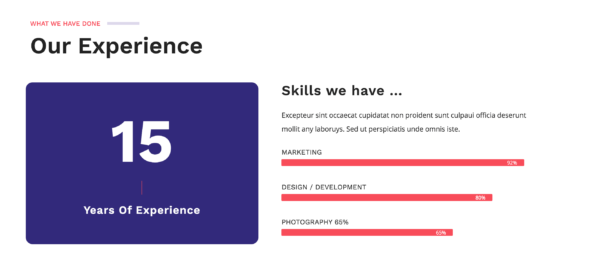 WHAT WE HAVE DONE
Our Experience
15
Years Of Experience
Skills we have ...
Excepteur sint occaecat cupidatat non proident sunt culpaui officia deserunt
mollit any laboruys. Sed ut perspiciatis unde omnis iste.
MARKETING
92%
DESIGN / DEVELOPMENT
80%
PHOTOGRAPHY 65%
65%